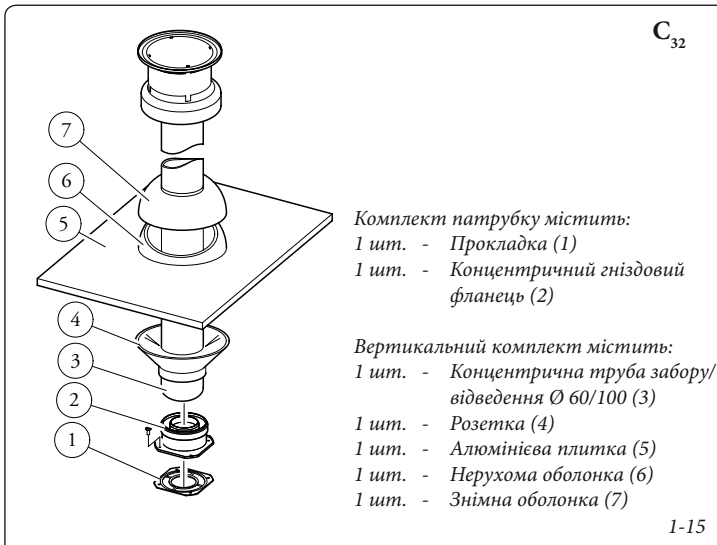 C32
7
6
5
4
3
2
1
Комплект патрубку містить:
1 шт. - Прокладка (1)
1 шт. - Концентричний гніздовий
фланець (2)
Вертикальний комплект містить:
1 шт. - Концентрична труба забору/
відведення Ø 60/100 (3)
1 шт. - Розетка (4)
1 шт. - Алюмінієва плитка (5)
1 шт. - Нерухома оболонка (6)
1 шт. - Знімна оболонка (7)
1-15